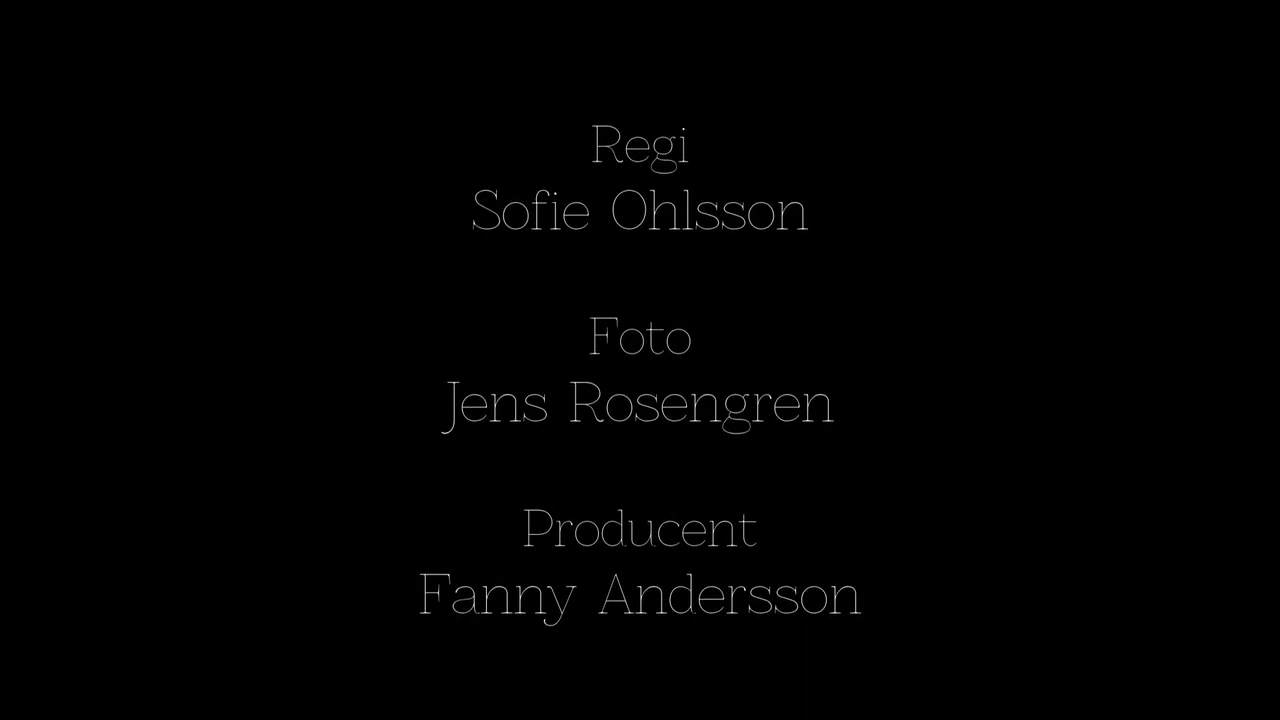 Regi
Sofie Ohlsson
Foto
Jens Rosengren
Producent
Fanny Andersson